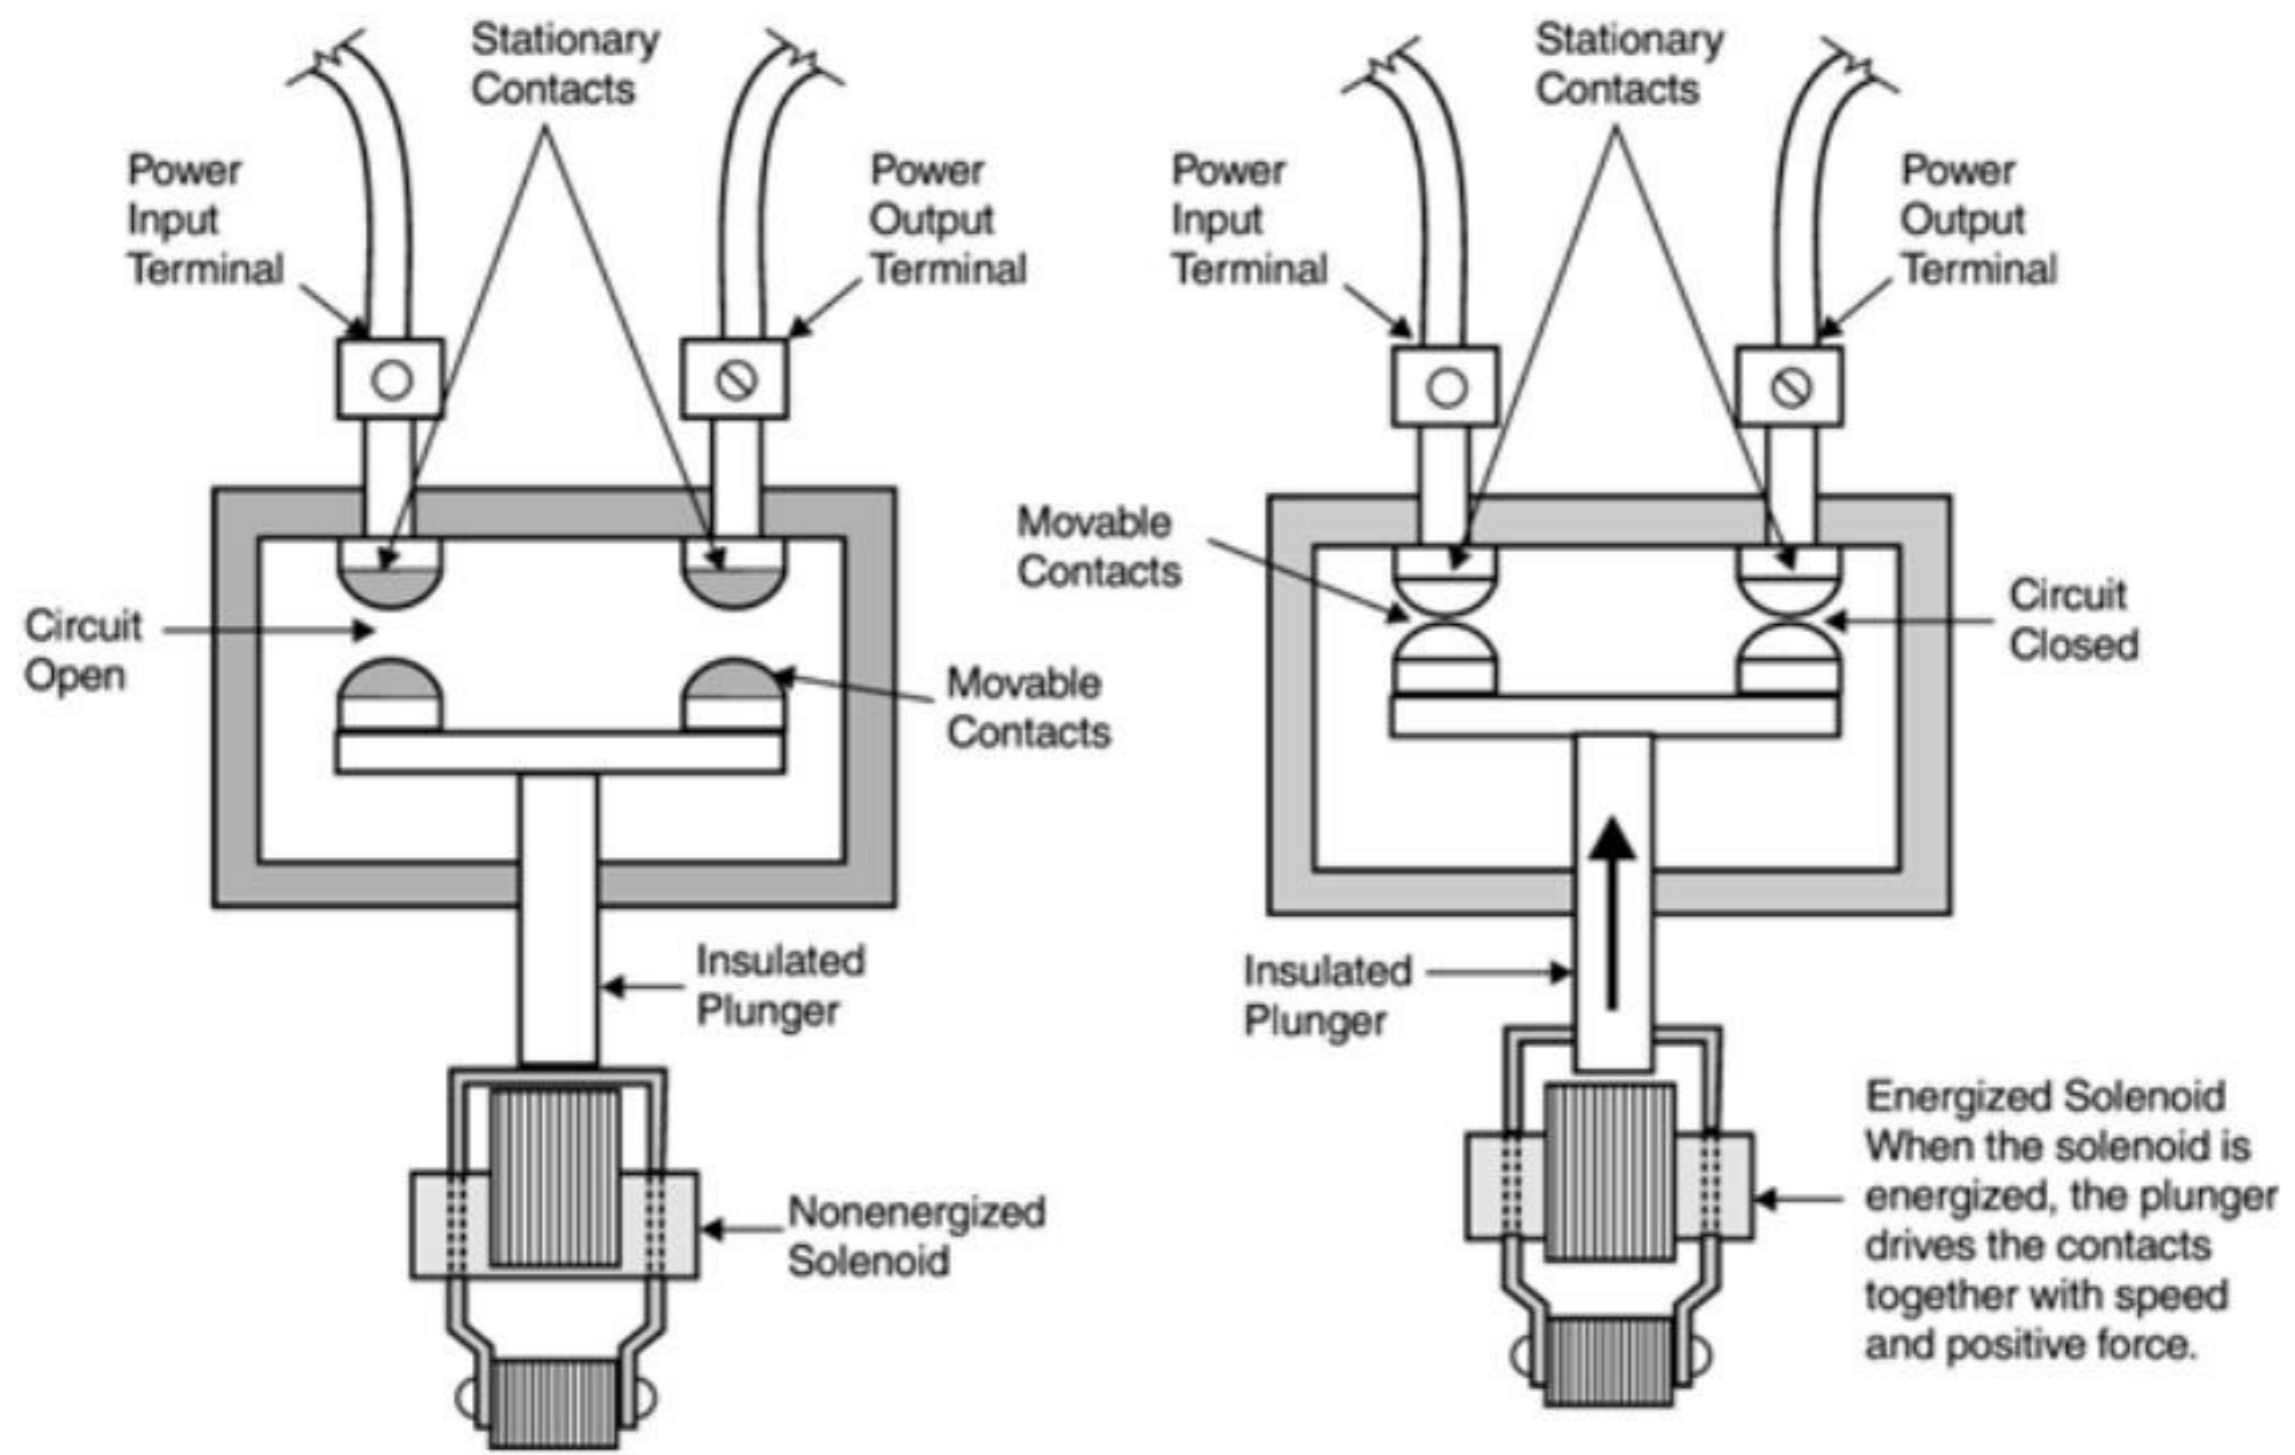 Stationary
Contacts
Power
Input
Terminal
Power
Output
Terminal
Circuit
Open
Movable
Contacts
Insulated
Plunger
Nonenergized
Solenoid
Stationary
Contacts
Power
Input
Terminal
Power
Output
Terminal
Movable
Contacts
Circuit
Closed
Insulated
Plunger
Energized Solenoid
When the solenoid is
energized, the plunger
drives the contacts
together with speed
and positive force.